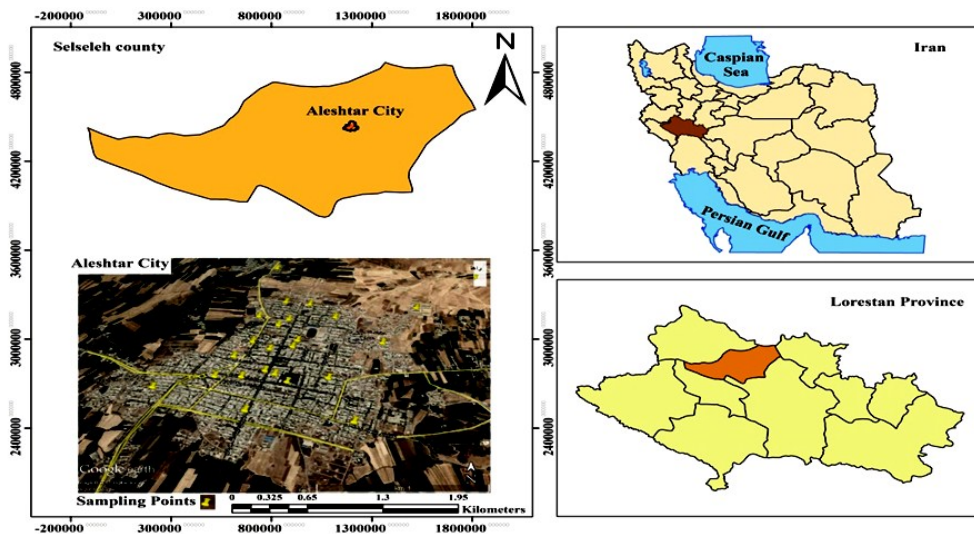 -200000 300000 800000 1300000 1800000
Selseleh county
N
Aleshtar City
4800000
4200000
3600000
3000000
2400000
Aleshtar City
Google earth
Sampling Points
0 0.325 0.65 1.3 1.95
Kilometers
-200000 300000 800000 1300000 1800000
Iran
Caspian
Sea
Persian Gulf
4800000
4200000
3600000
3000000
2400000
Lorestan Province